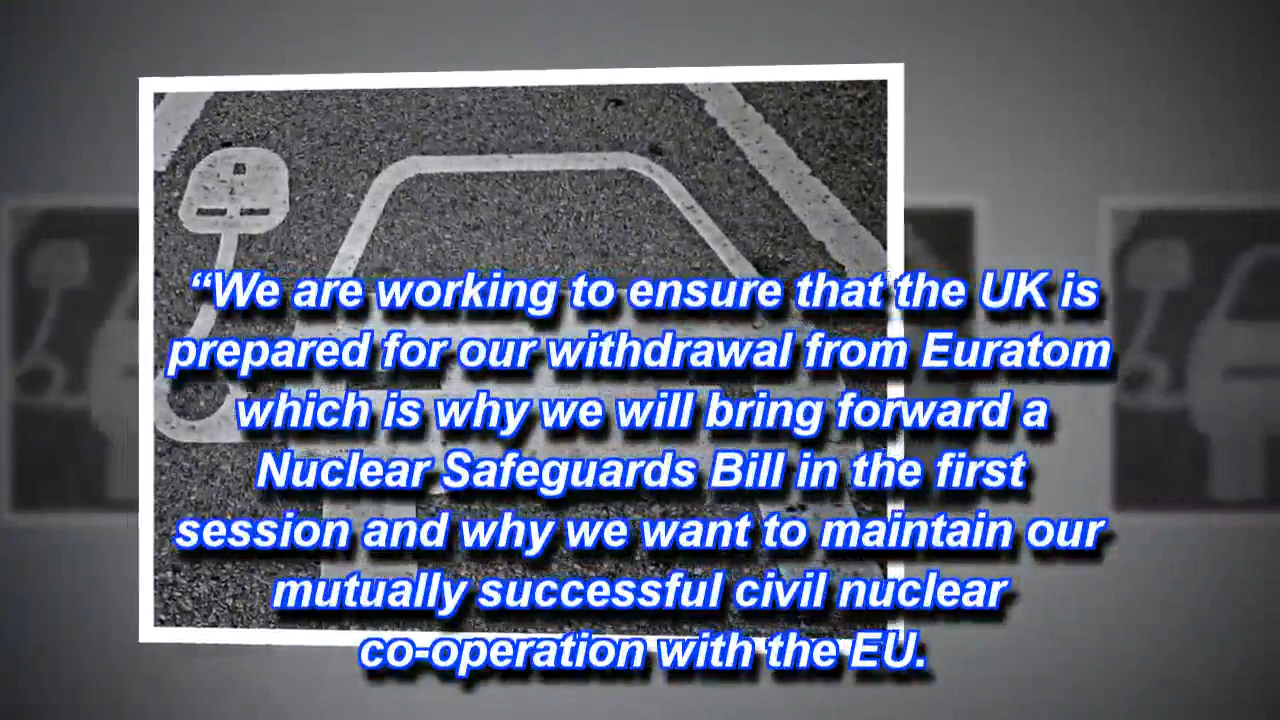 “We are working to ensure that the UK is
prepared for our withdrawal from Euratom
which is why we will bring forward a
Nuclear Safeguards Bill in the first
session and why we want to maintain our
mutually successful civil nuclear
co-operation with the EU.